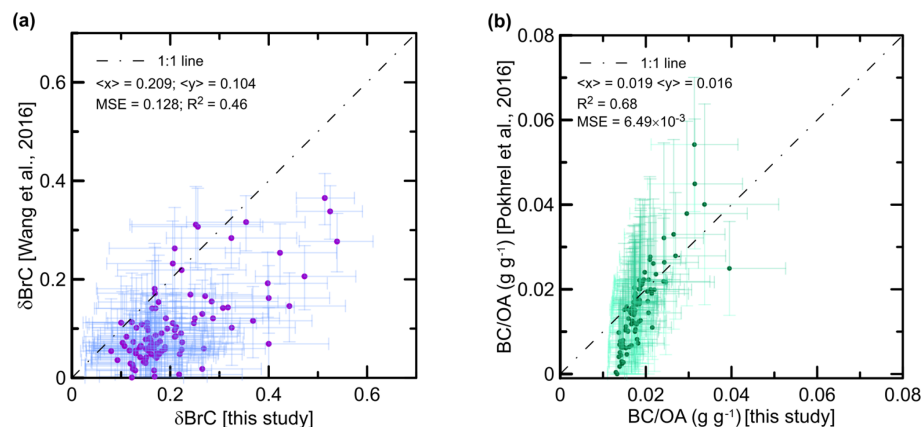 (a)
0.6
0.4
0.2
0
0
0.2
0.4
0.6
δBrC [Wang et al., 2016]
δBrC [this study]
1:1 line
<x> = 0.209; <y> = 0.104
MSE = 0.128; R² = 0.46
(b)
0.08
0.06
0.04
0.02
0
0
0.02
0.04
0.06
0.08
BC/OA (g g⁻¹) [Pokhrel et al., 2016]
BC/OA (g g⁻¹) [this study]
1:1 line
<x> = 0.019 <y> = 0.016
R² = 0.68
MSE = 6.49×10⁻³